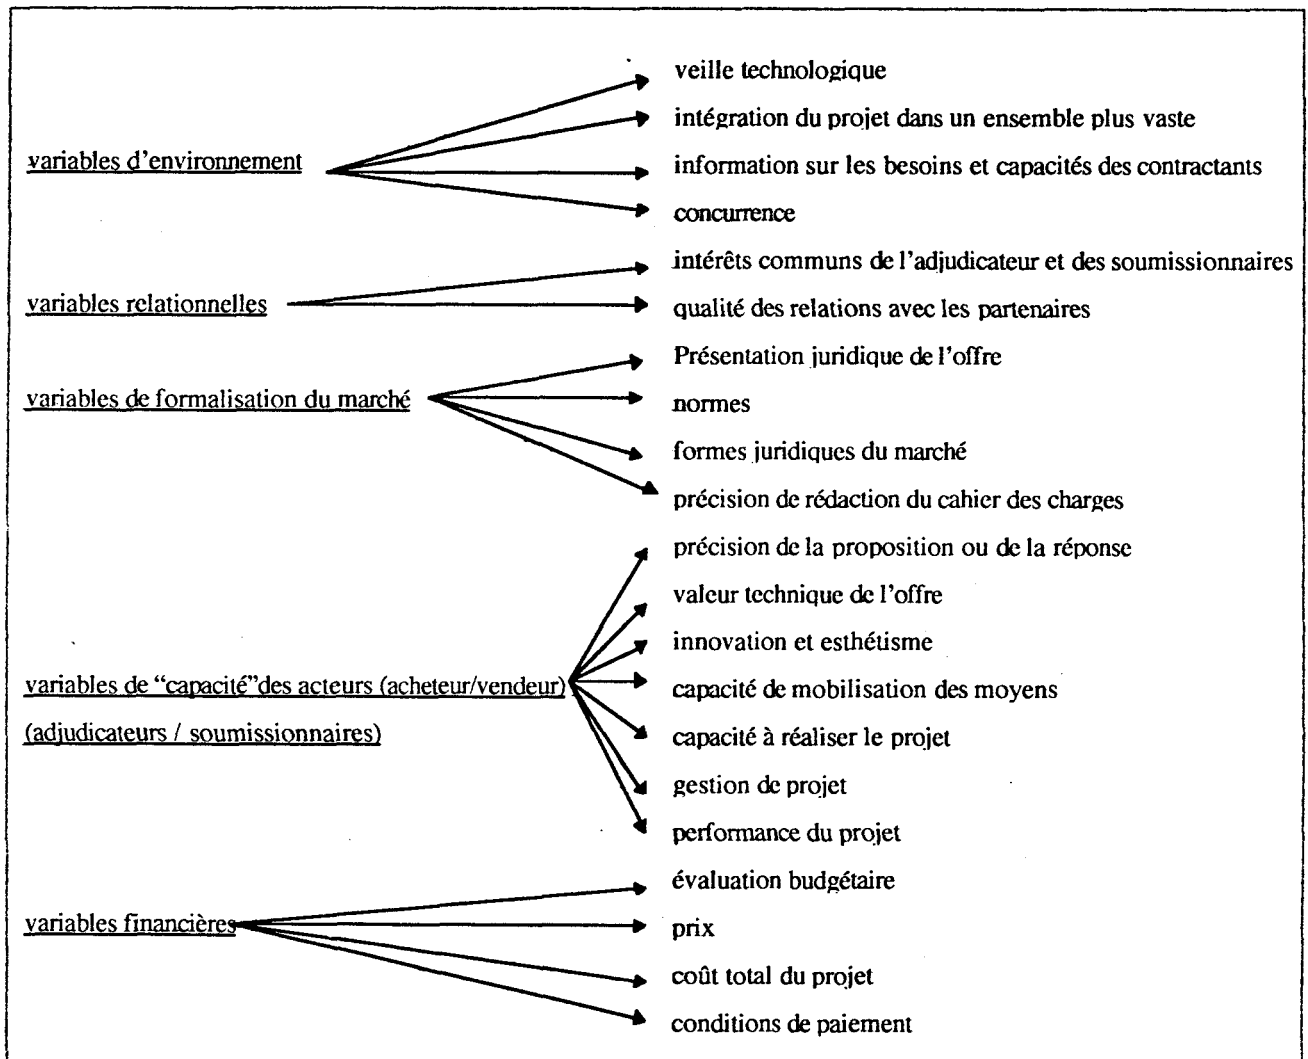 veille technologique
intégration du projet dans un ensemble plus vaste
variables d'environnement
information sur les besoins et capacités des contractants
concurrence
intérêts communs de l'adjudicateur et des soumissionnaires
variables relationnelles
qualité des relations avec les partenaires
Présentation juridique de l'offre
variables de formalisation du marché
normes
formes juridiques du marché
précision de rédaction du cahier des charges
précision de la proposition ou de la réponse
valeur technique de l'offre
innovation et esthétisme
variables de “capacité”des acteurs (acheteur/vendeur)
(adjudicateurs / soumissionnaires)
capacité de mobilisation des moyens
capacité à réaliser le projet
gestion de projet
performance du projet
évaluation budgétaire
variables financières
prix
coût total du projet
conditions de paiement